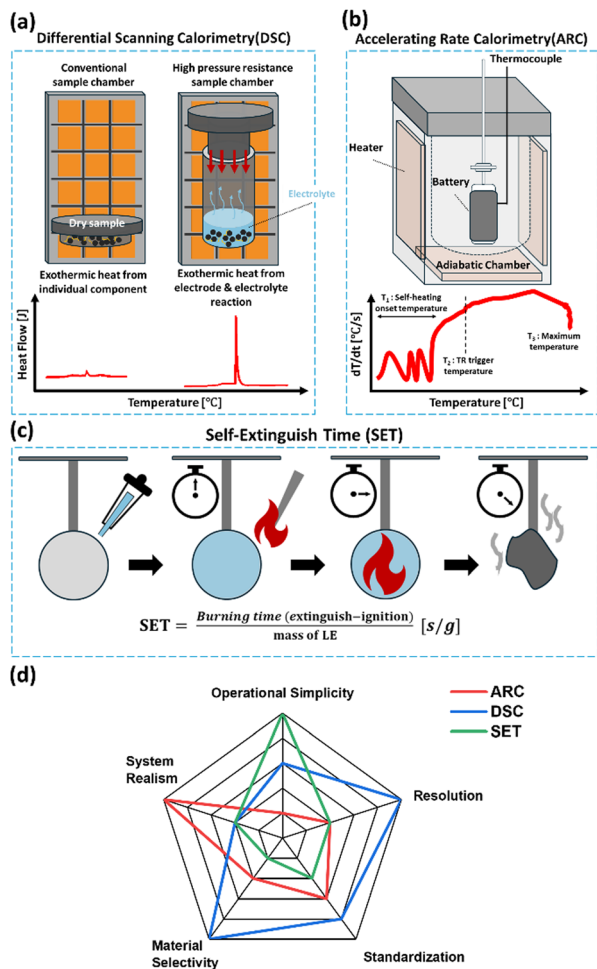 (a)
Differential Scanning Calorimetry(DSC)
Conventional
sample chamber
High pressure resistance
sample chamber
Electrolyte
Dry sample
Exothermic heat from
individual component
Exothermic heat from
electrode & electrolyte
reaction
Heat Flow [J]
Temperature [℃]
(b)
Accelerating Rate Calorimetry(ARC)
Thermocouple
Heater
Battery
Adiabatic Chamber
T₁ : Self-heating
onset temperature
T₂ : TR trigger
temperature
T₃ : Maximum
temperature
dT/dt [℃/s]
Temperature [℃]
(c)
Self-Extinguish Time (SET)
SET = Burning time (extinguish−ignition) / mass of LE [s/g]
(d)
ARC
DSC
SET
Operational Simplicity
System
Realism
Resolution
Material
Selectivity
Standardization